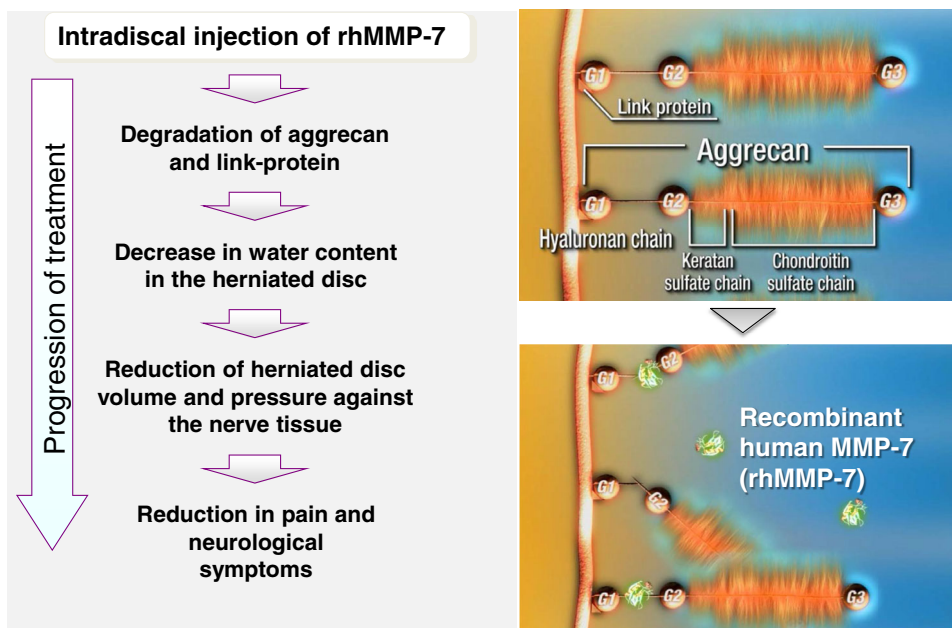 Intradiscal injection of rhMMP-7
Progression of treatment
Degradation of aggrecan
and link-protein
Decrease in water content
in the herniated disc
Reduction of herniated disc
volume and pressure against
the nerve tissue
Reduction in pain and
neurological
symptoms
G1 G2 G3
Link protein
Aggrecan
G1 G2 G3
Hyaluronan chain
Keratan
sulfate chain
Chondroitin
sulfate chain
G1 G2
Recombinant
human MMP-7
(rhMMP-7)
G1 G2
G1 G2 G3